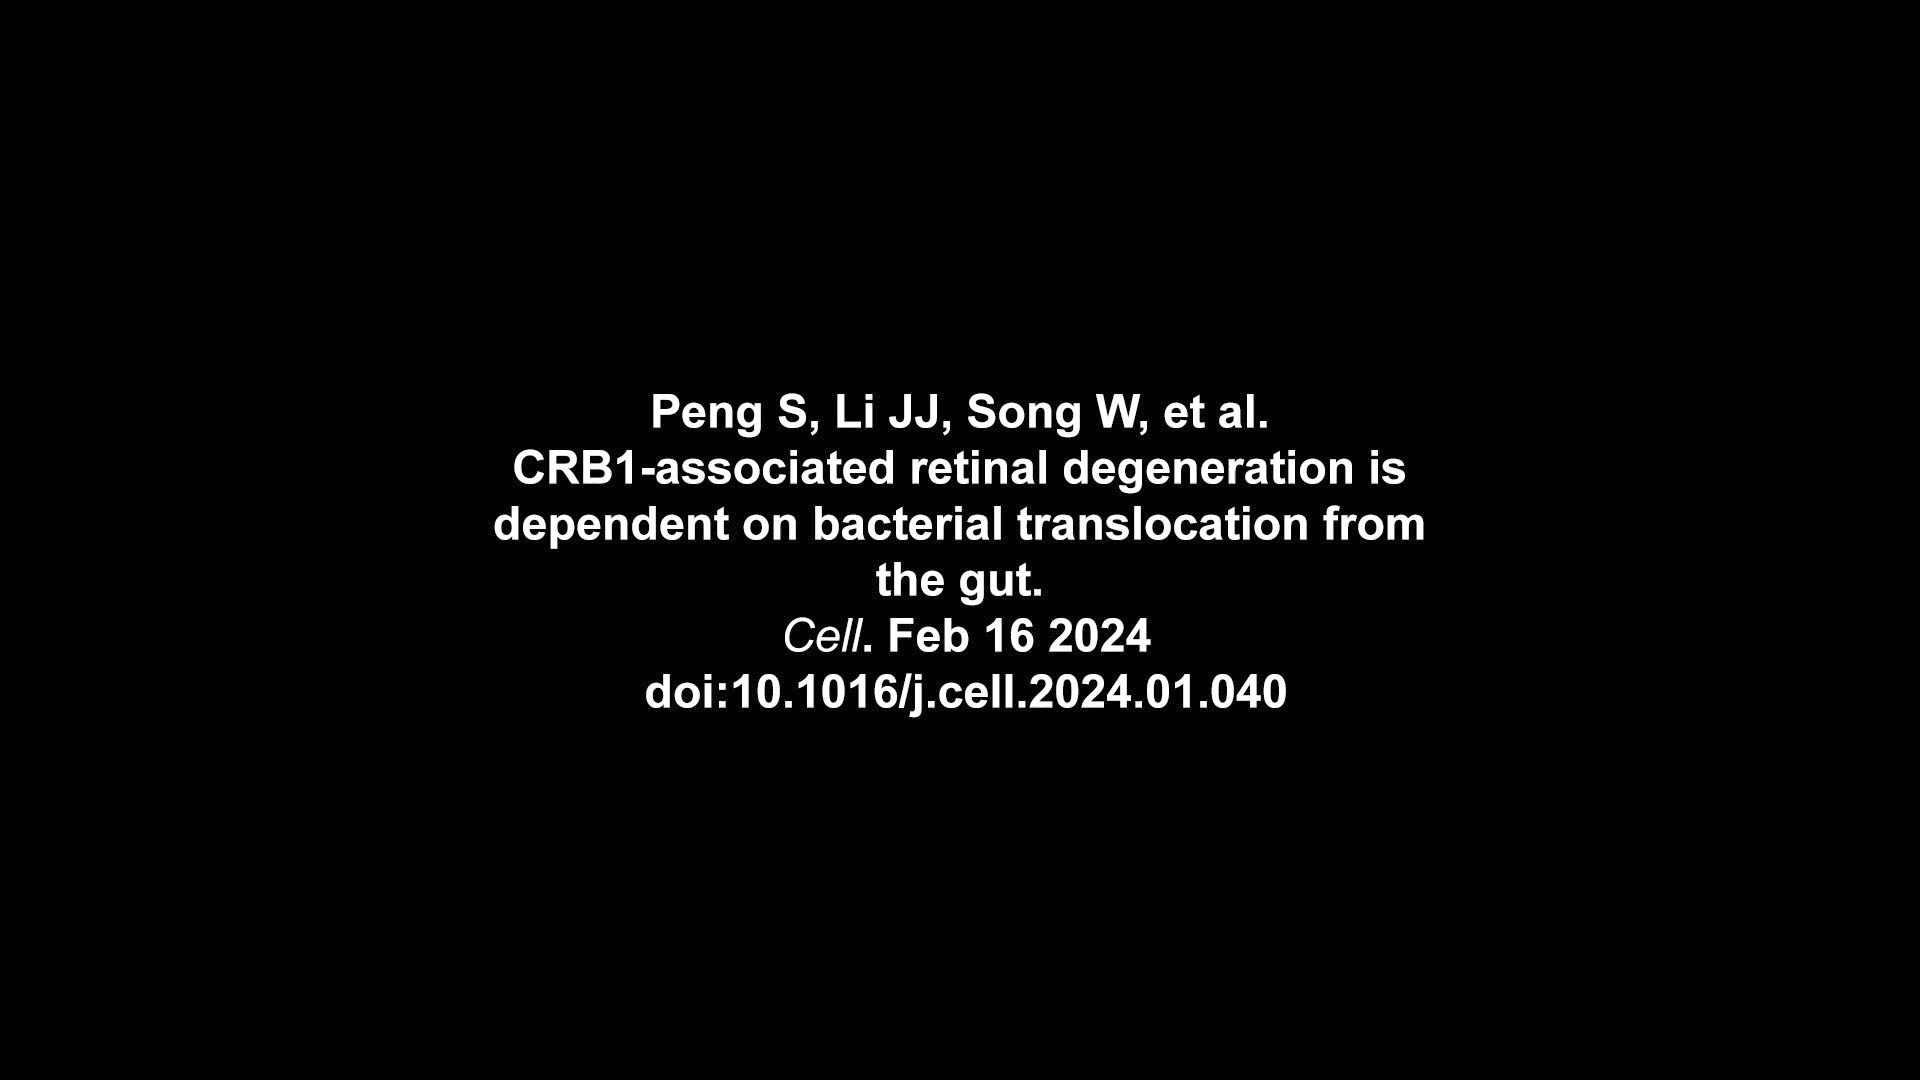 Peng S, Li JJ, Song W, et al.
CRB1-associated retinal degeneration is
dependent on bacterial translocation from
the gut.
Cell. Feb 16 2024
doi:10.1016/j.cell.2024.01.040